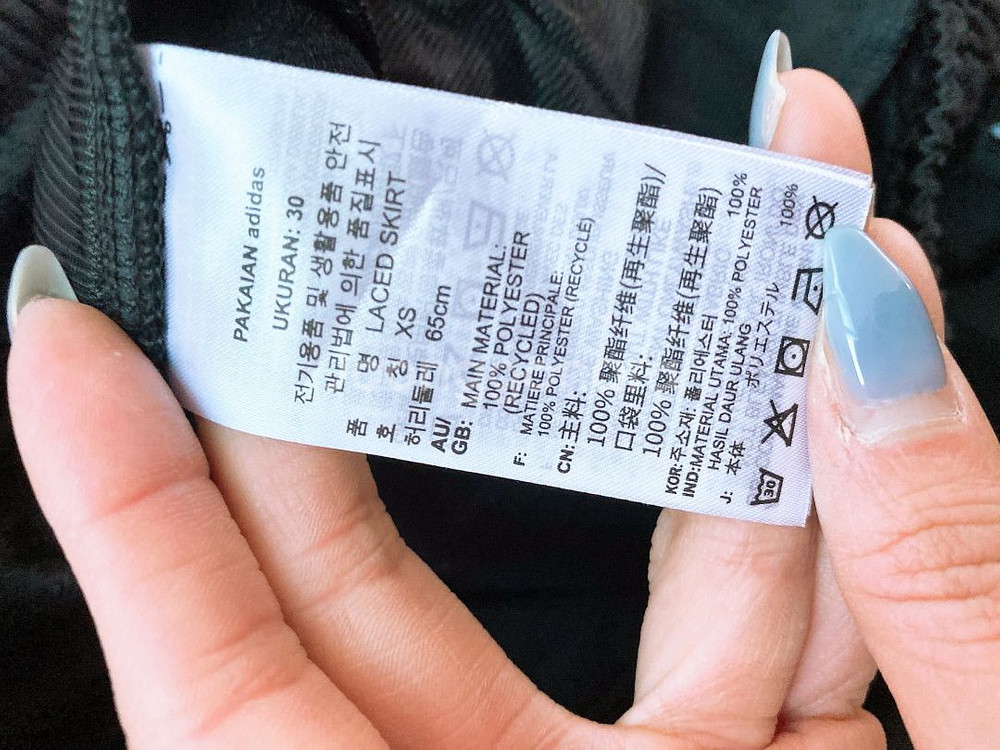 PAKAIAN adidas
UKURAN: 30
전기용품 및 생활용품 안전
관리법에 의한 품질표시
품 명 LACED SKIRT
호 칭 XS
허리둘레 65cm
AU/
GB: MAIN MATERIAL:
100% POLYESTER
(RECYCLED)
F: MATIERE PRINCIPALE:
100% POLYESTER (RECYCLE)
CN:主料:
100% 聚酯纤维(再生聚酯)/
口袋里料:
100% 聚酯纤维(再生聚酯)
KOR:주소재: 폴리에스터 100%
IND:MATERIAL UTAMA: 100% POLYESTER
HASIL DAUR ULANG
J: 本体 ポリエステル 100%
30